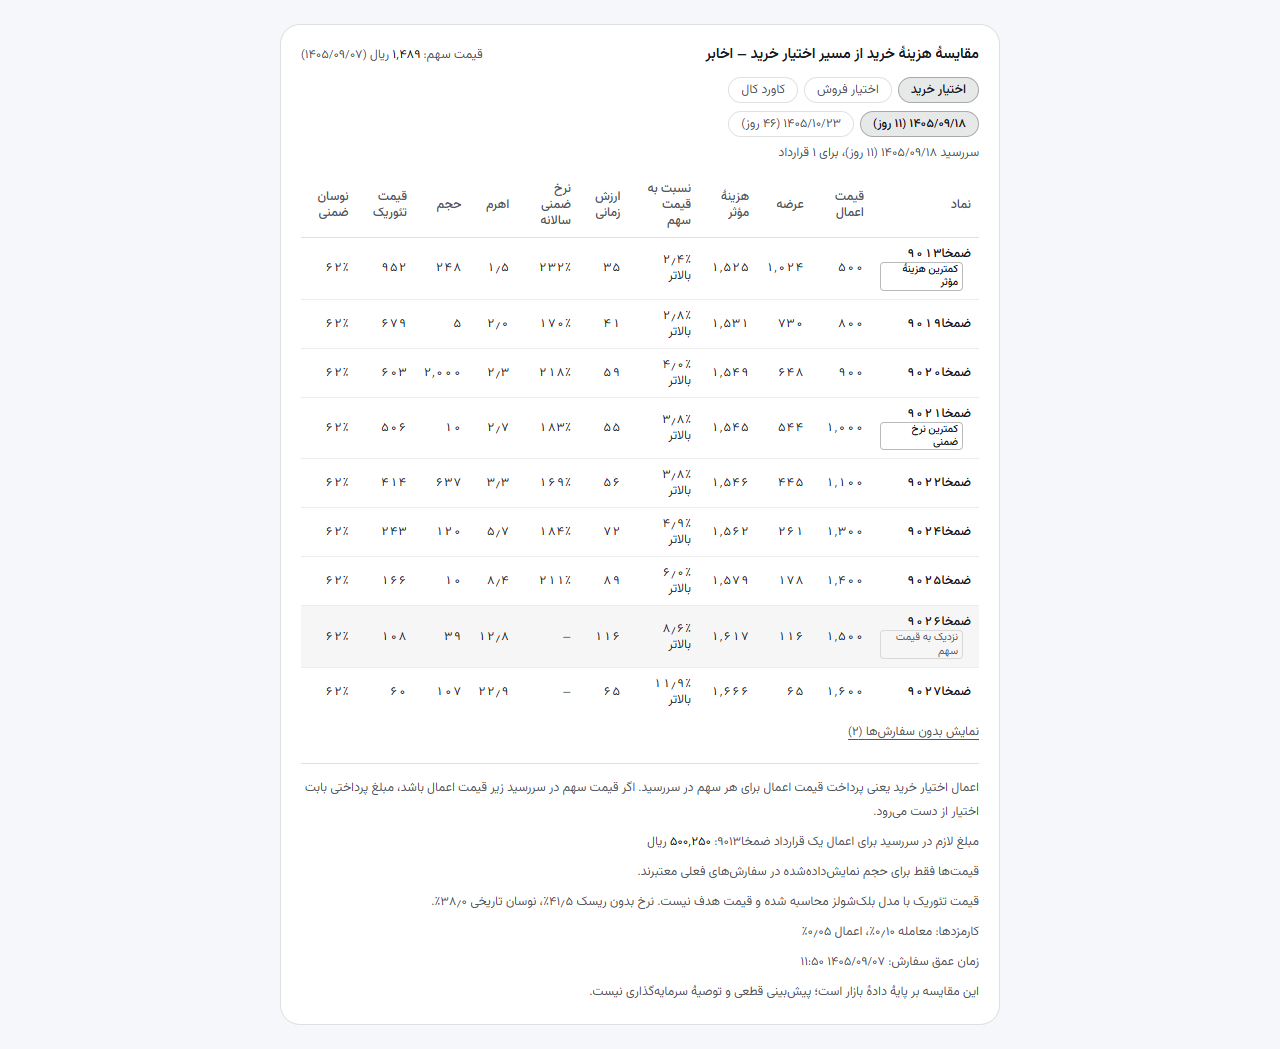 مقایسهٔ هزینهٔ خرید از مسیر اختیار خرید – اخابر
قیمت سهم: ۱,۴۸۹ ریال (۱۴۰۵/۰۹/۰۷)
اختیار خرید اختیار فروش کاورد کال
۱۴۰۵/۰۹/۱۸ (۱۱ روز) ۱۴۰۵/۱۰/۲۳ (۴۶ روز)
سررسید ۱۴۰۵/۰۹/۱۸ (۱۱ روز)، برای ۱ قرارداد
نماد قیمت اعمال عرضه هزینهٔ مؤثر نسبت به قیمت سهم ارزش زمانی نرخ ضمنی سالانه اهرم حجم قیمت تئوریک نوسان ضمنی
ضمخا۹۰۱۳ کمترین هزینهٔ مؤثر ۵۰۰ ۱,۰۲۴ ۱,۵۲۵ ۲٫۴٪ بالاتر ۳۵ ۲۳۲٪ ۱٫۵ ۲۴۸ ۹۵۲ ۶۲٪
ضمخا۹۰۱۹ ۸۰۰ ۷۳۰ ۱,۵۳۱ ۲٫۸٪ بالاتر ۴۱ ۱۷۰٪ ۲٫۰ ۵ ۶۷۹ ۶۲٪
ضمخا۹۰۲۰ ۹۰۰ ۶۴۸ ۱,۵۴۹ ۴٫۰٪ بالاتر ۵۹ ۲۱۸٪ ۲٫۳ ۲,۰۰۰ ۶۰۳ ۶۲٪
ضمخا۹۰۲۱ کمترین نرخ ضمنی ۱,۰۰۰ ۵۴۴ ۱,۵۴۵ ۳٫۸٪ بالاتر ۵۵ ۱۸۳٪ ۲٫۷ ۱۰ ۵۰۶ ۶۲٪
ضمخا۹۰۲۲ ۱,۱۰۰ ۴۴۵ ۱,۵۴۶ ۳٫۸٪ بالاتر ۵۶ ۱۶۹٪ ۳٫۳ ۶۳۷ ۴۱۴ ۶۲٪
ضمخا۹۰۲۴ ۱,۳۰۰ ۲۶۱ ۱,۵۶۲ ۴٫۹٪ بالاتر ۷۲ ۱۸۴٪ ۵٫۷ ۱۲۰ ۲۴۳ ۶۲٪
ضمخا۹۰۲۵ ۱,۴۰۰ ۱۷۸ ۱,۵۷۹ ۶٫۰٪ بالاتر ۸۹ ۲۱۱٪ ۸٫۴ ۱۰ ۱۶۶ ۶۲٪
ضمخا۹۰۲۶ نزدیک به قیمت سهم ۱,۵۰۰ ۱۱۶ ۱,۶۱۷ ۸٫۶٪ بالاتر ۱۱۶ – ۱۲٫۸ ۳۹ ۱۰۸ ۶۲٪
ضمخا۹۰۲۷ ۱,۶۰۰ ۶۵ ۱,۶۶۶ ۱۱٫۹٪ بالاتر ۶۵ – ۲۲٫۹ ۱۰۷ ۶۰ ۶۲٪
نمایش بدون سفارش‌ها (۲)
اعمال اختیار خرید یعنی پرداخت قیمت اعمال برای هر سهم در سررسید. اگر قیمت سهم در سررسید زیر قیمت اعمال باشد، مبلغ پرداختی بابت
اختیار از دست می‌رود.
مبلغ لازم در سررسید برای اعمال یک قرارداد ضمخا۹۰۱۳: ۵۰۰,۲۵۰ ریال
قیمت‌ها فقط برای حجم نمایش‌داده‌شده در سفارش‌های فعلی معتبرند.
قیمت تئوریک با مدل بلک‌شولز محاسبه شده و قیمت هدف نیست. نرخ بدون ریسک ۴۱٫۵٪، نوسان تاریخی ۳۸٫۰٪.
کارمزدها: معامله ۰٫۱۰٪، اعمال ۰٫۰۵٪
زمان عمق سفارش: ۱۴۰۵/۰۹/۰۷ ۱۱:۵۰
این مقایسه بر پایهٔ دادهٔ بازار است؛ پیش‌بینی قطعی و توصیهٔ سرمایه‌گذاری نیست.